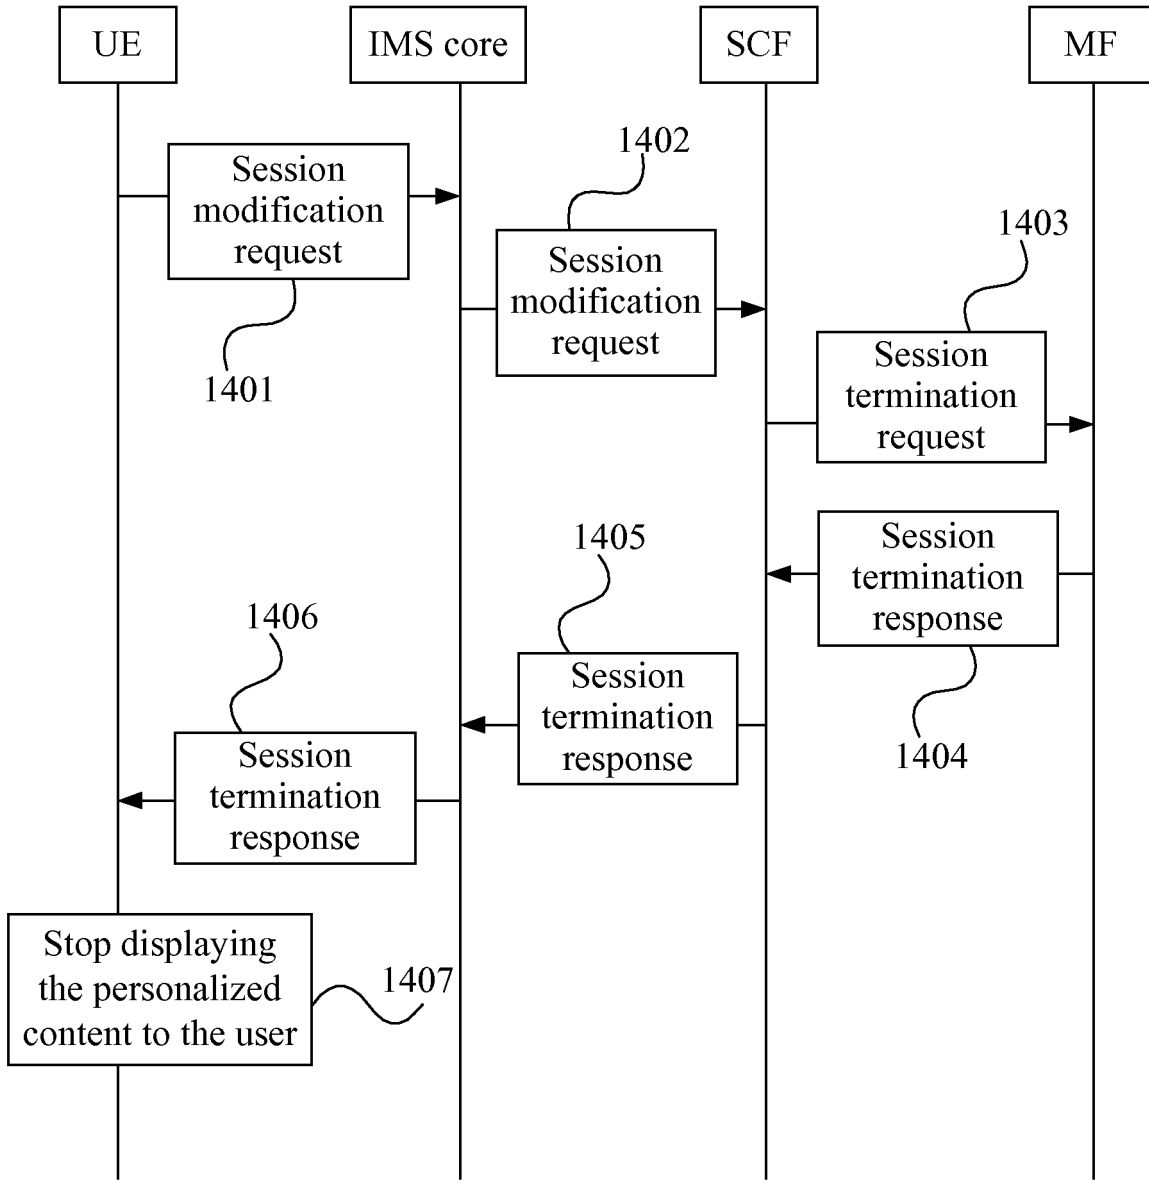 UE
IMS core
SCF
MF
1402
Session
modification
request
1403
Session
modification
request
1401
Session
termination
request
1405
Session
termination
response
1406
Session
termination
response
1404
Session
termination
response
Stop displaying
the personalized
content to the user
1407